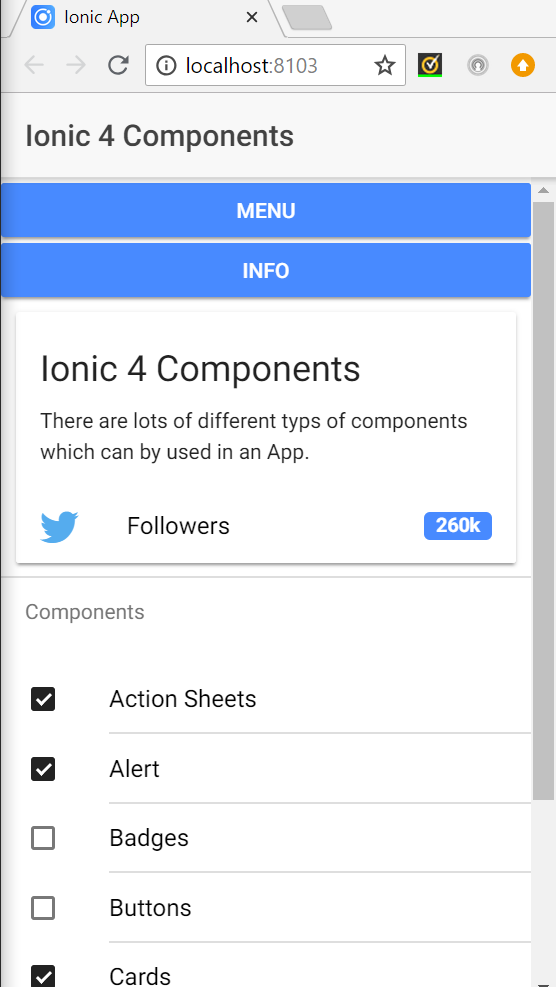 Ionic App
localhost:8103
Ionic 4 Components
MENU
INFO
Ionic 4 Components
There are lots of different typs of components
which can by used in an App.
Followers 260k
Components
Action Sheets
Alert
Badges
Buttons
Cards